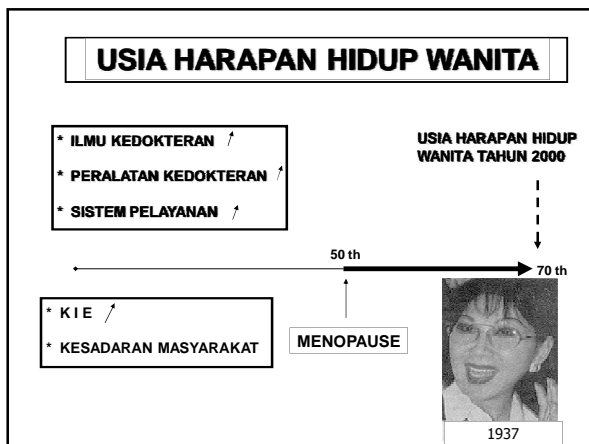 USIA HARAPAN HIDUP WANITA
* ILMU KEDOKTERAN
* PERALATAN KEDOKTERAN
* SISTEM PELAYANAN
USIA HARAPAN HIDUP
WANITA TAHUN 2000
50 th
70 th
* K I E
* KESADARAN MASYARAKAT
MENOPAUSE
1937